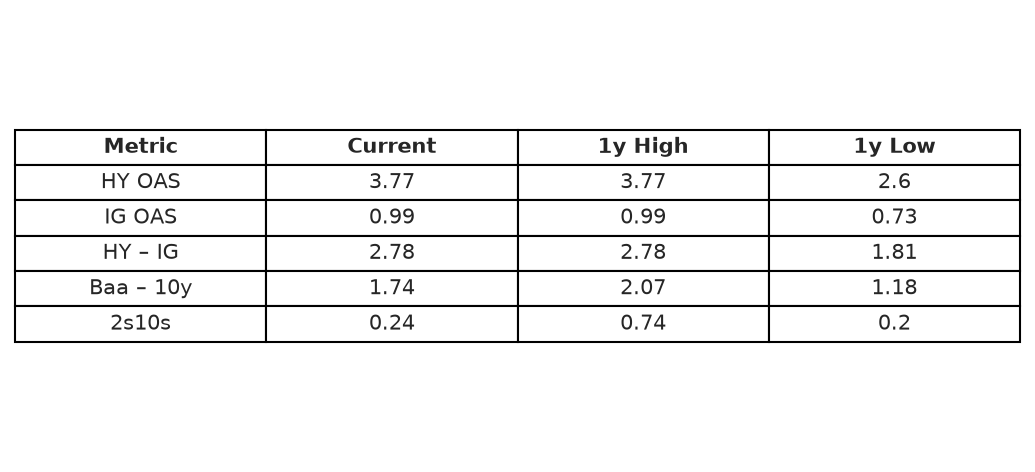 Metric Current 1y High 1y Low
HY OAS 3.77 3.77 2.6
IG OAS 0.99 0.99 0.73
HY – IG 2.78 2.78 1.81
Baa – 10y 1.74 2.07 1.18
2s10s 0.24 0.74 0.2